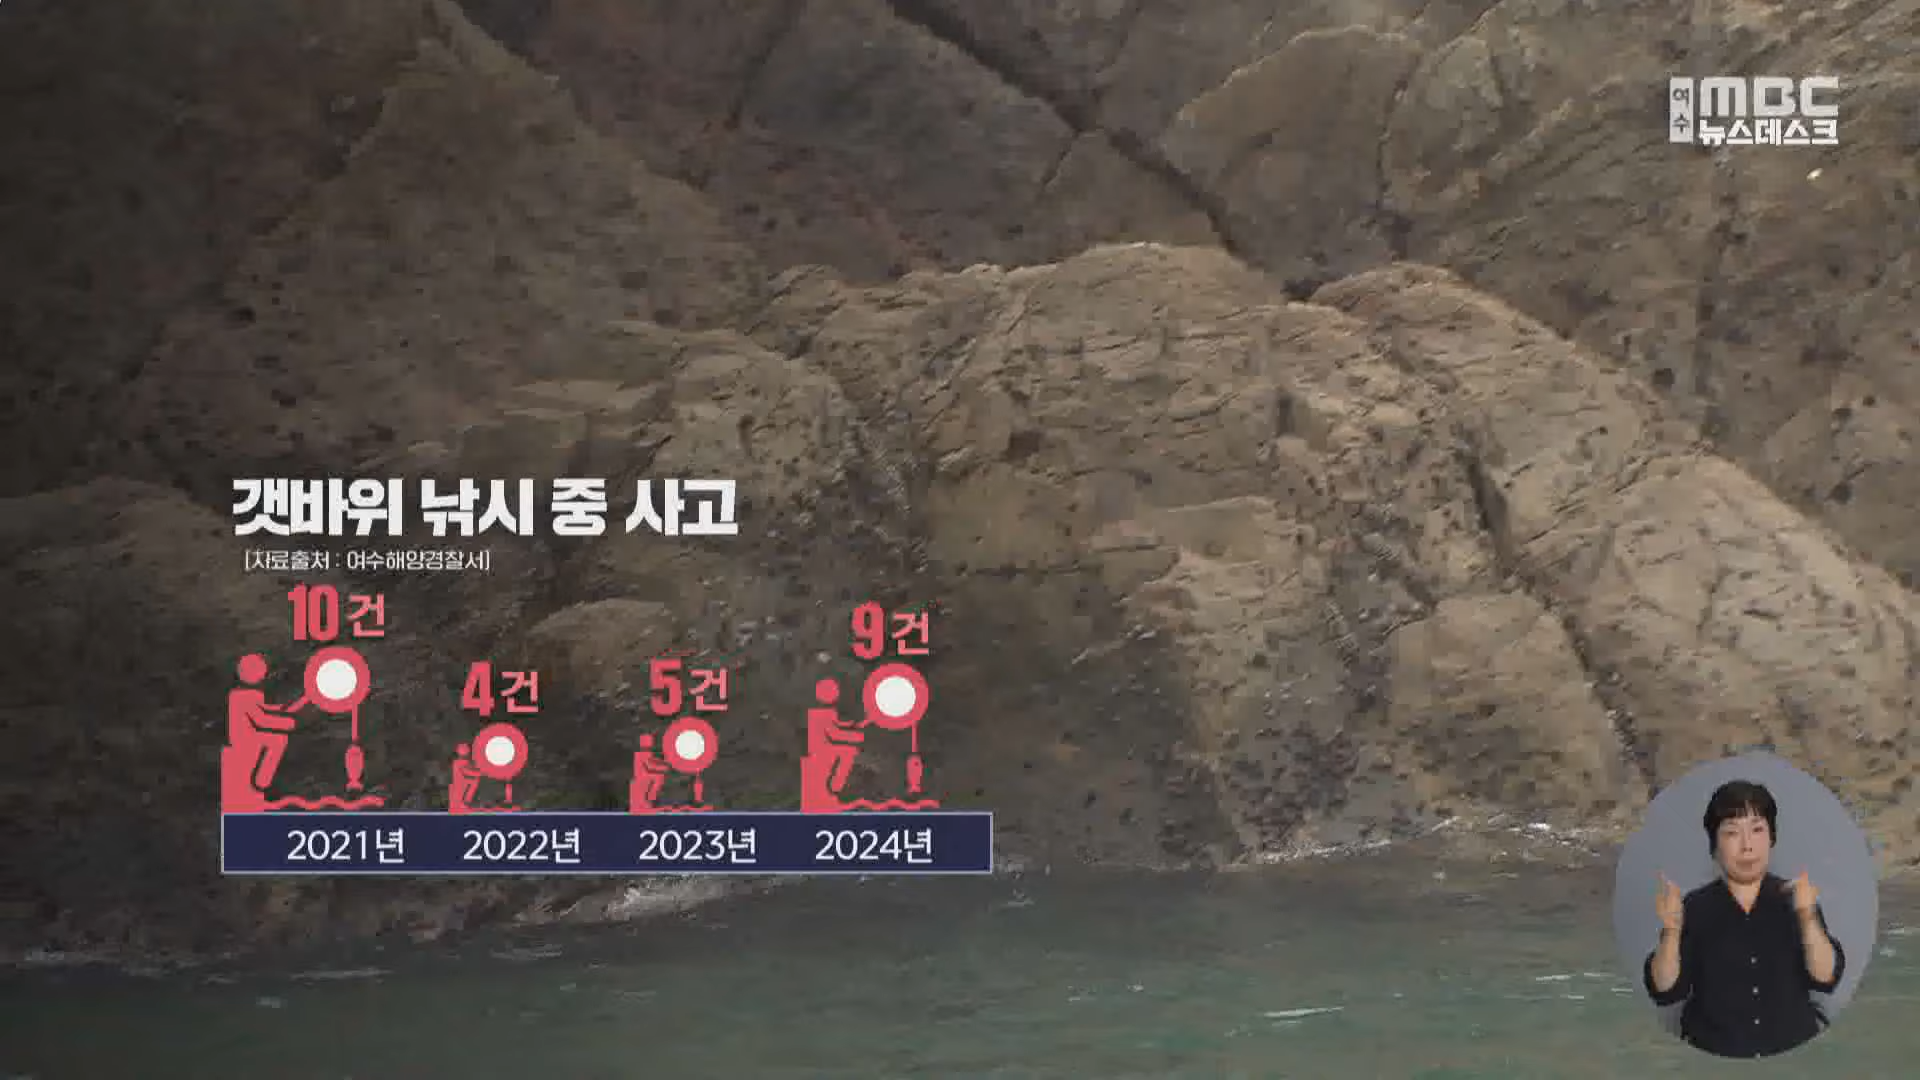 여수 MBC
뉴스데스크
갯바위 낚시 중 사고
[자료출처 : 여수해양경찰서]
10건
4건
5건
9건
2021년 2022년 2023년 2024년